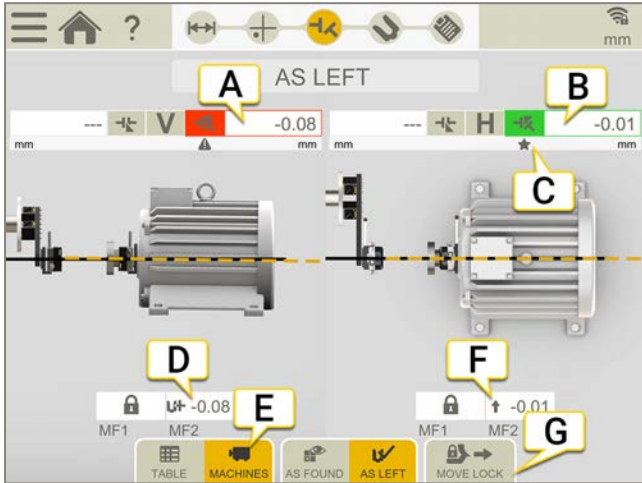 ?
mm
AS LEFT
A
B
--- V -0.08
--- H -0.01
mm mm mm mm
C
D
F
-0.08
-0.01
E
MF1 MF2
MF1 MF2
G
TABLE MACHINES AS FOUND AS LEFT MOVE LOCK